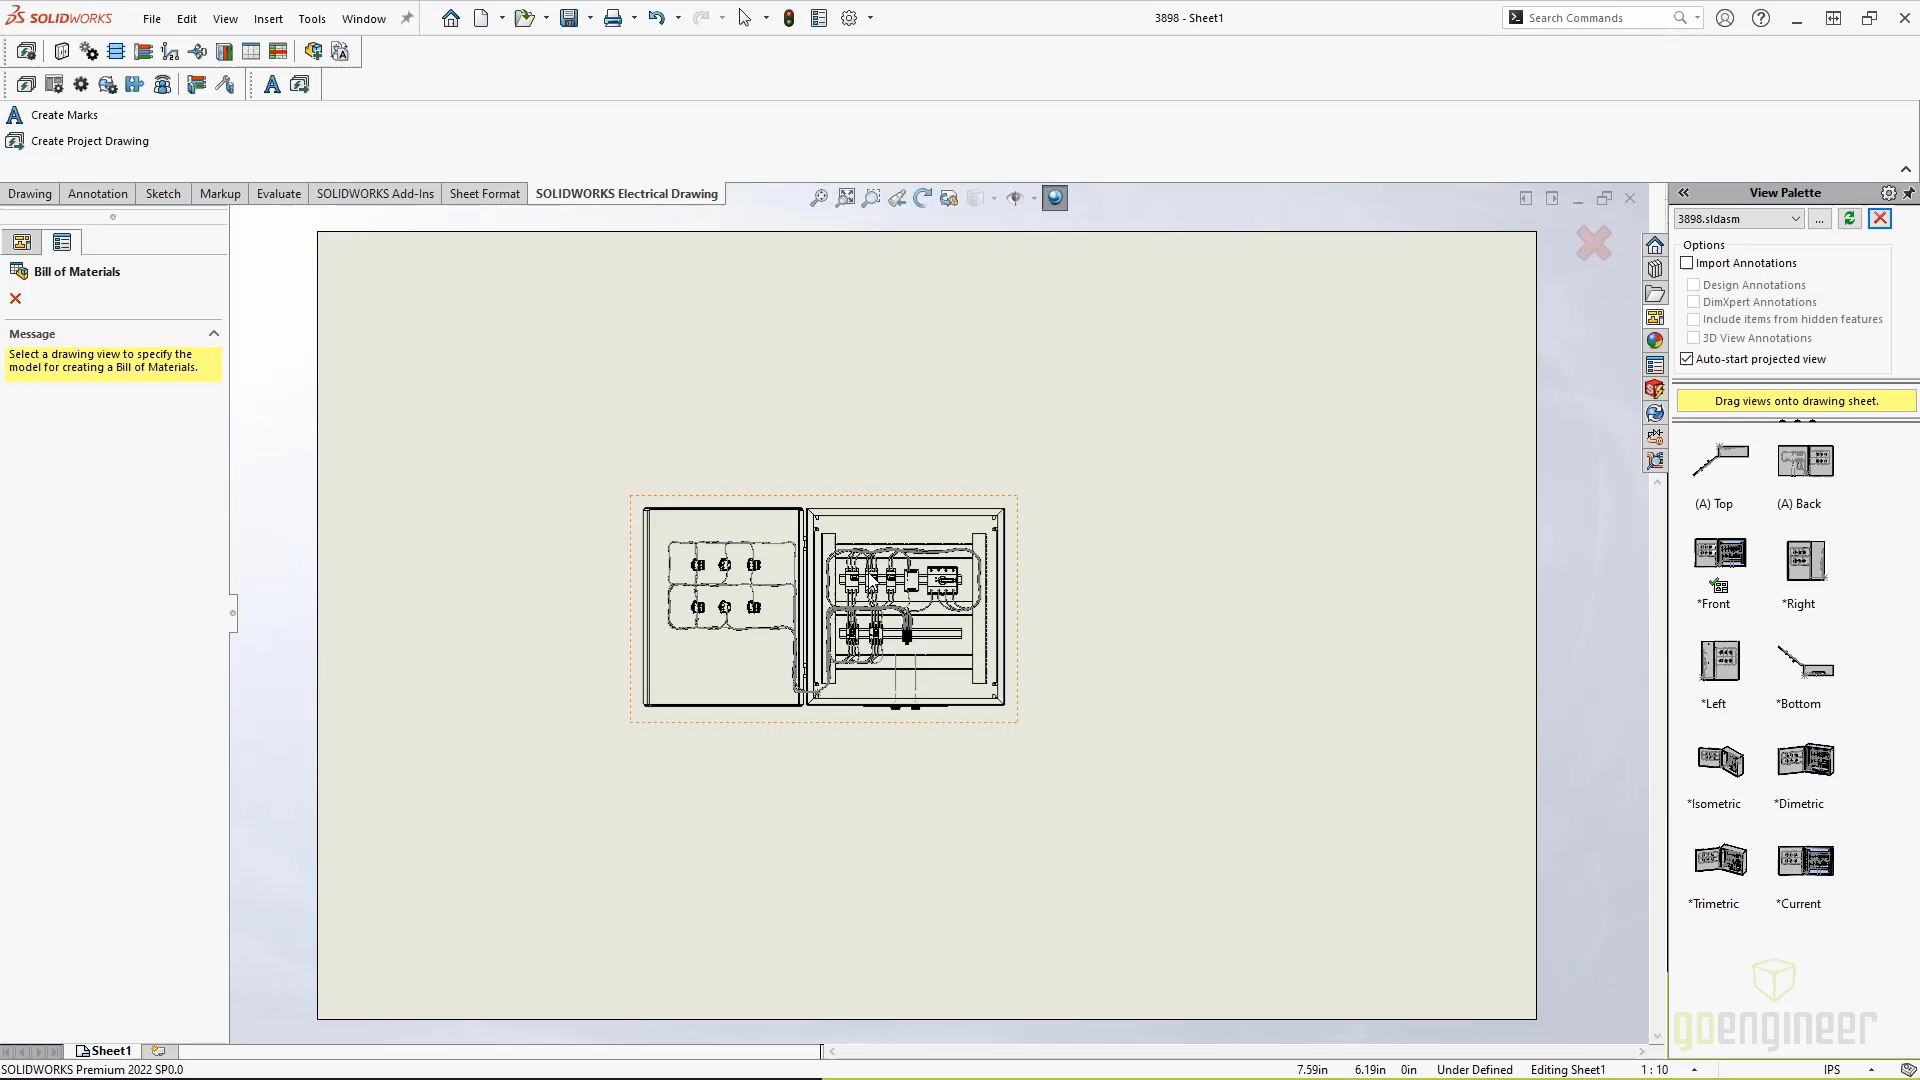 SOLIDWORKS
File Edit View Insert Tools Window
3898 - Sheet1
Search Commands
Create Marks
Create Project Drawing
Drawing
Annotation
Sketch
Markup
Evaluate
SOLIDWORKS Add-Ins
Sheet Format
SOLIDWORKS Electrical Drawing
View Palette
3898.sldasm
...
Options
Import Annotations
Design Annotations
DimXpert Annotations
Include items from hidden features
3D View Annotations
Auto-start projected view
Drag views onto drawing sheet.
Bill of Materials
Message
Select a drawing view to specify the
model for creating a Bill of Materials.
(A) Top
(A) Back
*Front
*Right
*Left
*Bottom
*Isometric
*Dimetric
*Trimetric
*Current
goengineer
Sheet1
SOLIDWORKS Premium 2022 SP0.0
7.59in
6.19in
0in
Under Defined
Editing Sheet1
1 : 10
IPS